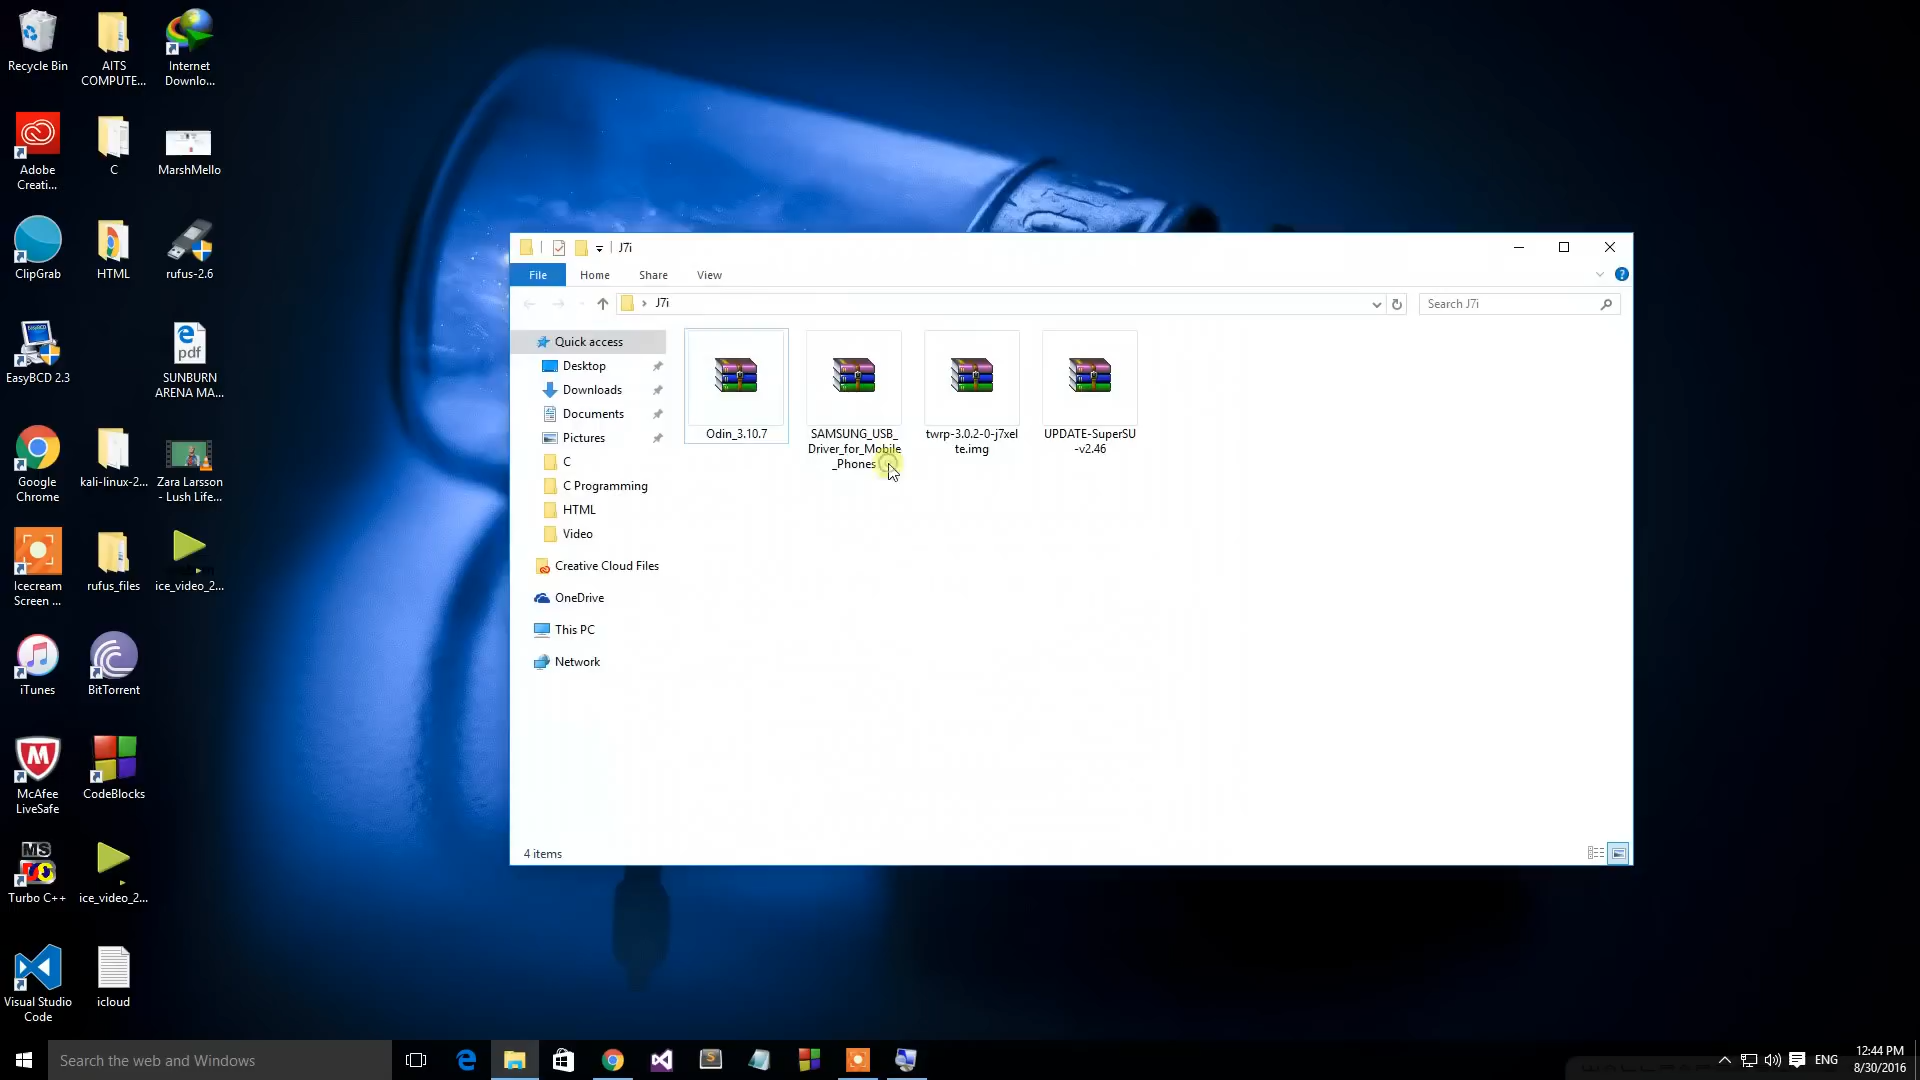 Recycle Bin
AITS
COMPUTE...
Internet
Downlo...
Adobe
Creati...
C
MarshMello
ClipGrab
HTML
rufus-2.6
EasyBCD 2.3
pdf
SUNBURN
ARENA MA...
Google
Chrome
kali-linux-2...
Zara Larsson
- Lush Life...
Icecream
Screen ...
rufus_files
ice_video_2...
iTunes
BitTorrent
McAfee
LiveSafe
CodeBlocks
MS
Turbo C++
ice_video_2...
Visual Studio
Code
icloud
J7i
File
Home
Share
View
J7i
Search J7i
Quick access
Desktop
Downloads
Documents
Pictures
C
C Programming
HTML
Video
Creative Cloud Files
OneDrive
This PC
Network
Odin_3.10.7
SAMSUNG_USB_
Driver_for_Mobile
_Phones
twrp-3.0.2-0-j7xel
te.img
UPDATE-SuperSU
-v2.46
4 items
Search the web and Windows
ENG
12:44 PM
8/30/2016